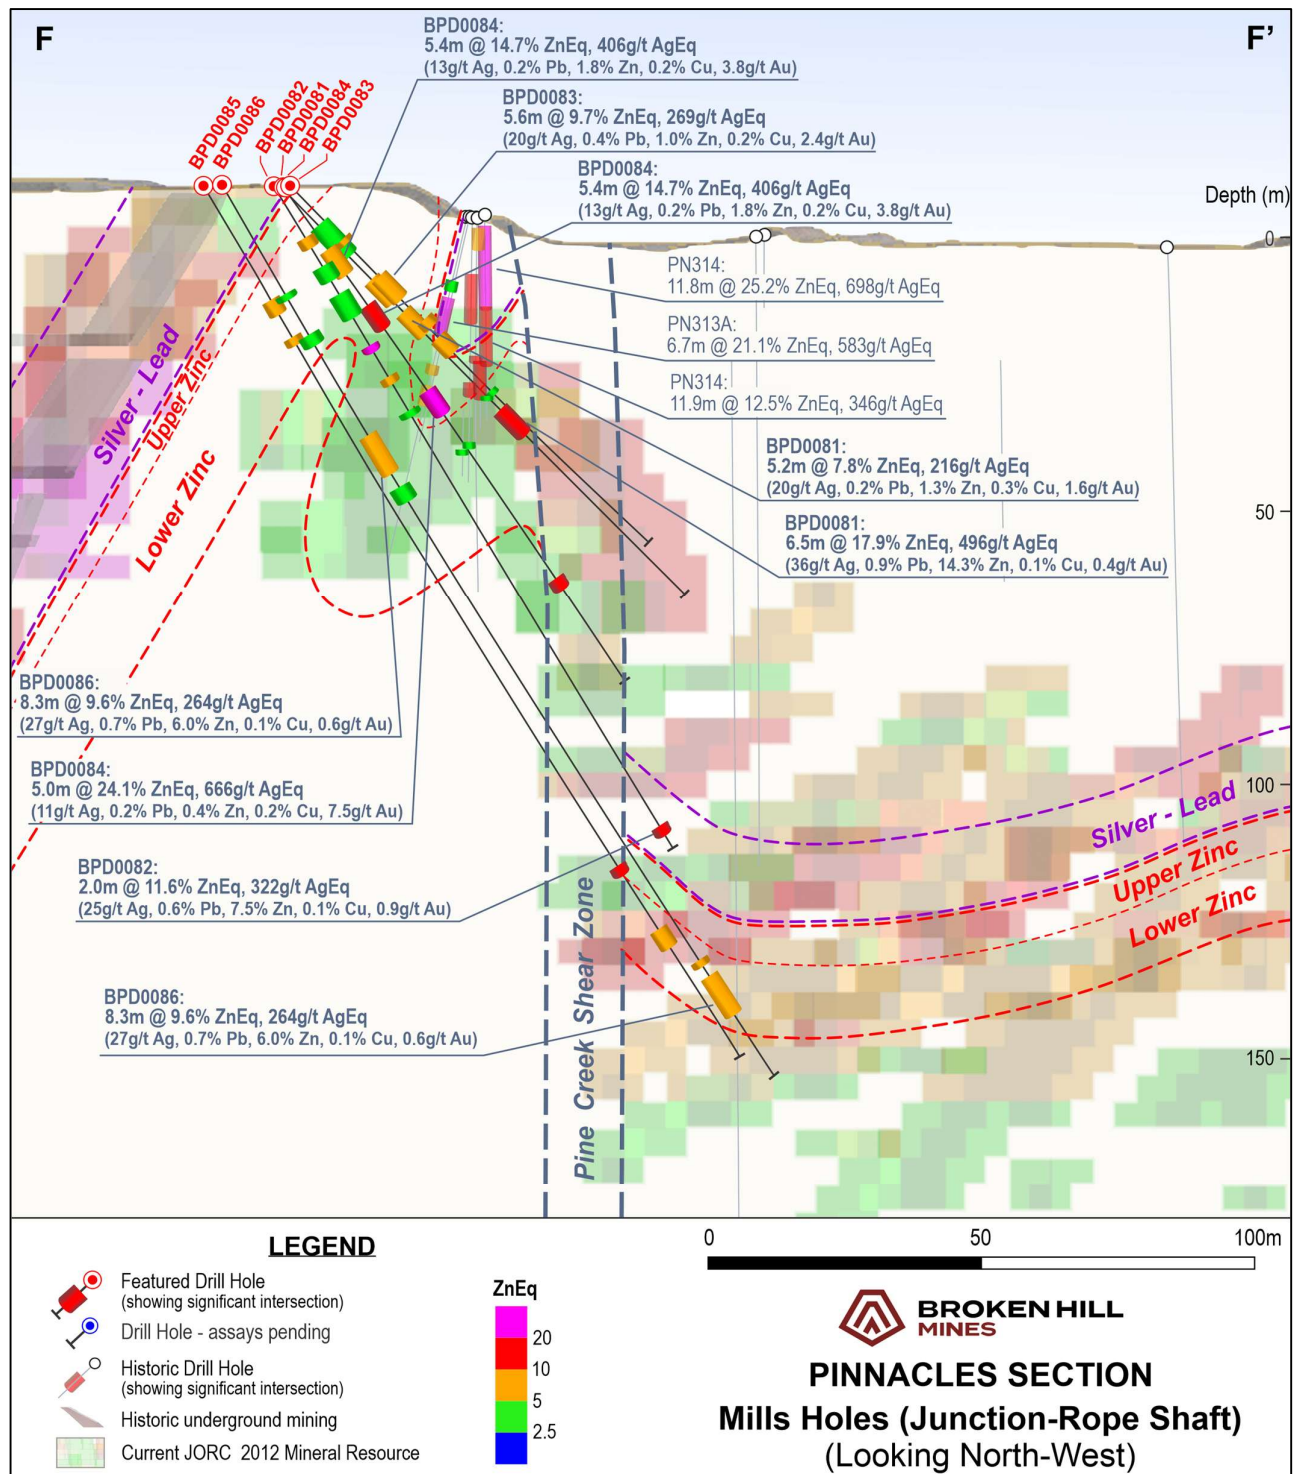 F
F'
BPD0085
BPD0086
BPD0082
BPD0081
BPD0084
BPD0083
BPD0084:
5.4m @ 14.7% ZnEq, 406g/t AgEq
(13g/t Ag, 0.2% Pb, 1.8% Zn, 0.2% Cu, 3.8g/t Au)
BPD0083:
5.6m @ 9.7% ZnEq, 269g/t AgEq
(20g/t Ag, 0.4% Pb, 1.0% Zn, 0.2% Cu, 2.4g/t Au)
BPD0084:
5.4m @ 14.7% ZnEq, 406g/t AgEq
(13g/t Ag, 0.2% Pb, 1.8% Zn, 0.2% Cu, 3.8g/t Au)
Depth (m)
0
PN314:
11.8m @ 25.2% ZnEq, 698g/t AgEq
PN313A:
6.7m @ 21.1% ZnEq, 583g/t AgEq
PN314:
11.9m @ 12.5% ZnEq, 346g/t AgEq
BPD0081:
5.2m @ 7.8% ZnEq, 216g/t AgEq
(20g/t Ag, 0.2% Pb, 1.3% Zn, 0.3% Cu, 1.6g/t Au)
50
BPD0081:
6.5m @ 17.9% ZnEq, 496g/t AgEq
(36g/t Ag, 0.9% Pb, 14.3% Zn, 0.1% Cu, 0.4g/t Au)
Silver - Lead
Upper Zinc
Lower Zinc
BPD0086:
8.3m @ 9.6% ZnEq, 264g/t AgEq
(27g/t Ag, 0.7% Pb, 6.0% Zn, 0.1% Cu, 0.6g/t Au)
BPD0084:
5.0m @ 24.1% ZnEq, 666g/t AgEq
(11g/t Ag, 0.2% Pb, 0.4% Zn, 0.2% Cu, 7.5g/t Au)
100
Silver - Lead
Upper Zinc
Lower Zinc
BPD0082:
2.0m @ 11.6% ZnEq, 322g/t AgEq
(25g/t Ag, 0.6% Pb, 7.5% Zn, 0.1% Cu, 0.9g/t Au)
BPD0086:
8.3m @ 9.6% ZnEq, 264g/t AgEq
(27g/t Ag, 0.7% Pb, 6.0% Zn, 0.1% Cu, 0.6g/t Au)
150
Pine Creek Shear Zone
LEGEND
Featured Drill Hole
(showing significant intersection)
Drill Hole - assays pending
Historic Drill Hole
(showing significant intersection)
Historic underground mining
Current JORC 2012 Mineral Resource
ZnEq
20
10
5
2.5
0
50
100m
BROKEN HILL
MINES
PINNACLES SECTION
Mills Holes (Junction-Rope Shaft)
(Looking North-West)